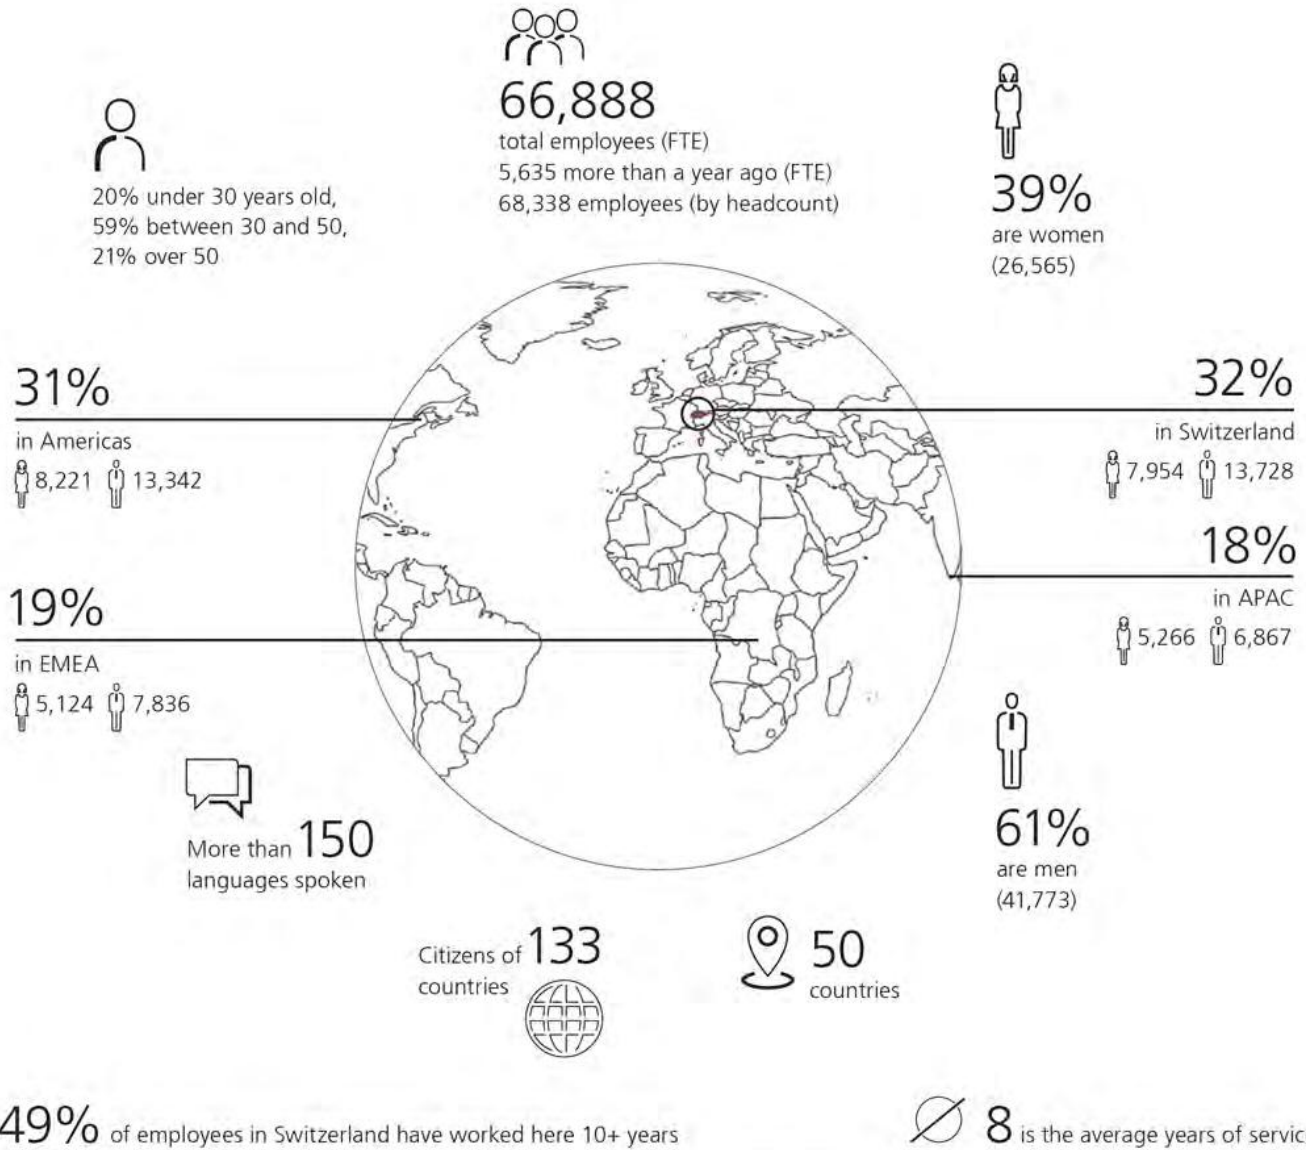 66,888
total employees (FTE)
5,635 more than a year ago (FTE)
68,338 employees (by headcount)
20% under 30 years old,
59% between 30 and 50,
21% over 50
39%
are women
(26,565)
31%
in Americas
8,221 13,342
32%
in Switzerland
7,954 13,728
18%
in APAC
5,266 6,867
19%
in EMEA
5,124 7,836
61%
are men
(41,773)
More than 150
languages spoken
Citizens of 133
countries
50
countries
49% of employees in Switzerland have worked here 10+ years
8 is the average years of servic